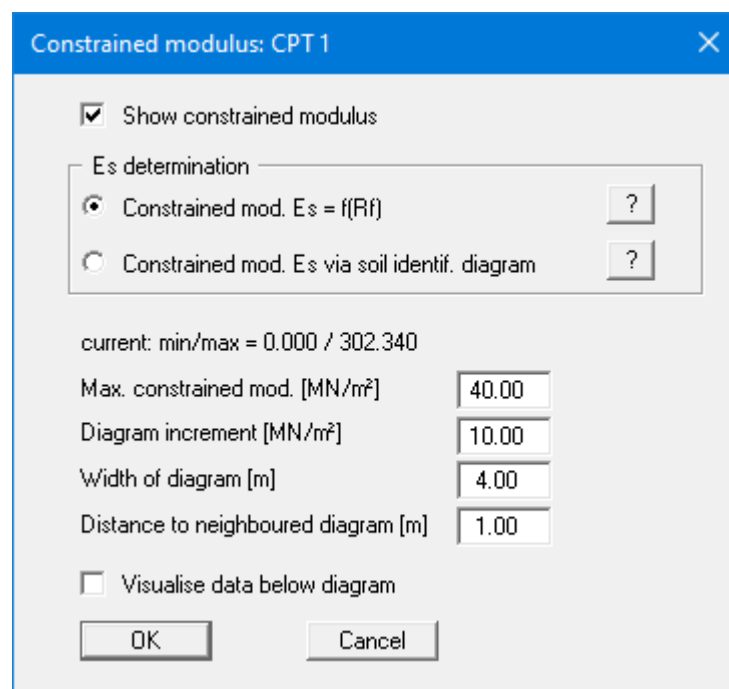 Constrained modulus: CPT 1
Show constrained modulus
Es determination
Constrained mod. Es = f(Rf) ?
Constrained mod. Es via soil identif. diagram ?
current: min/max = 0.000 / 302.340
Max. constrained mod. [MN/m²] 40.00
Diagram increment [MN/m²] 10.00
Width of diagram [m] 4.00
Distance to neighboured diagram [m] 1.00
Visualise data below diagram
OK Cancel